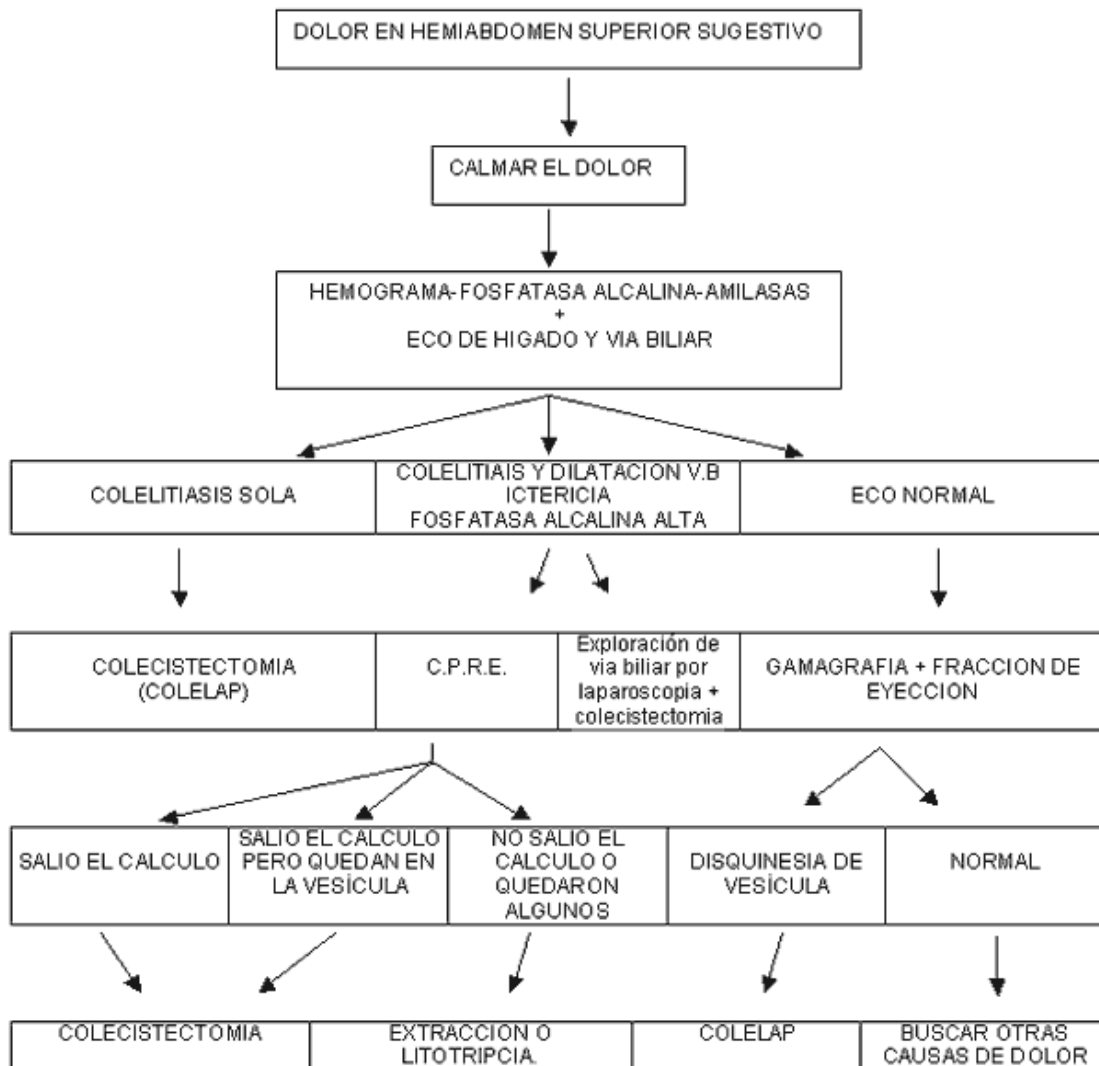 DOLOR EN HEMIABDOMEN SUPERIOR SUGESTIVO
CALMAR EL DOLOR
HEMOGRAMA-FOSFATASA ALCALINA-AMILASAS
+
ECO DE HIGADO Y VIA BILIAR
COLELITIASIS SOLA
COLELITIAIS Y DILATACION V.B
ICTERICIA
FOSFATASA ALCALINA ALTA
ECO NORMAL
COLECISTECTOMIA
(COLELAP)
C.P.R.E.
Exploración de
via biliar por
laparoscopia +
colecistectomia
GAMAGRAFIA + FRACCION DE
EYECCION
SALIO EL CALCULO
SALIO EL CALCULO
PERO QUEDAN EN
LA VESÍCULA
NO SALIO EL
CALCULO O
QUEDARON
ALGUNOS
DISQUINESIA DE
VESÍCULA
NORMAL
COLECISTECTOMIA
EXTRACCION O
LITOTRIPCIA.
COLELAP
BUSCAR OTRAS
CAUSAS DE DOLOR